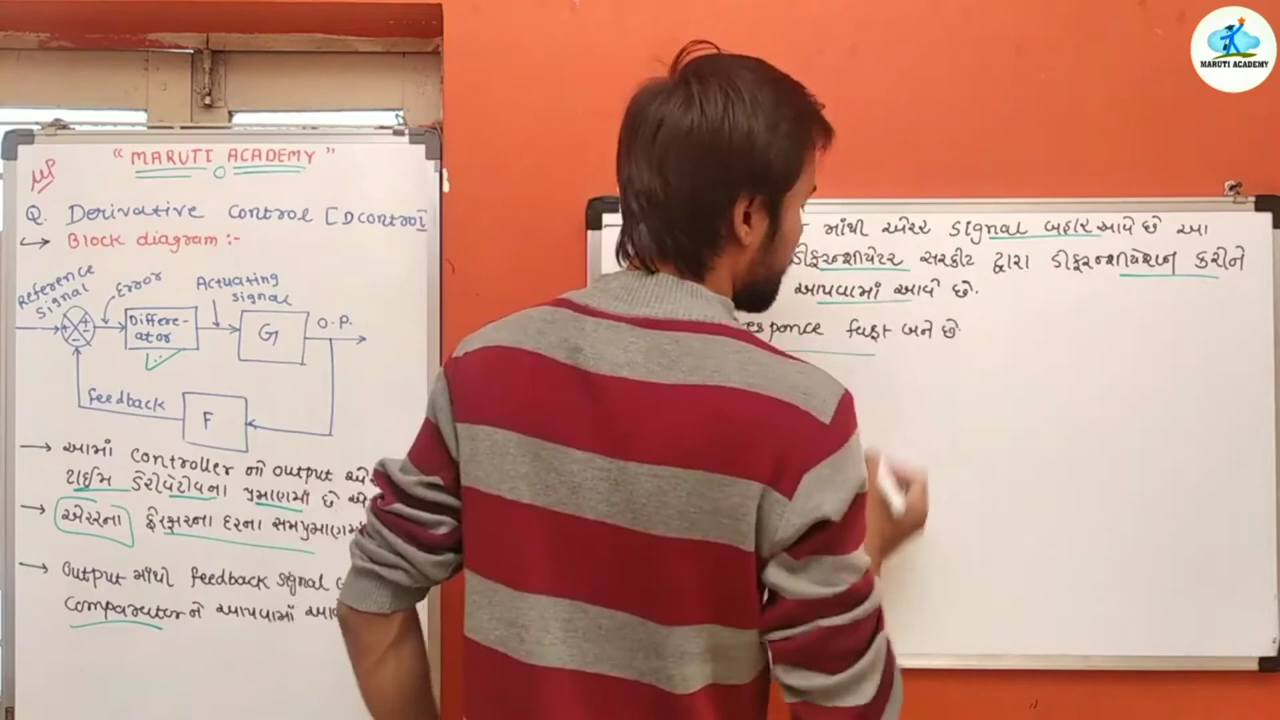 MARUTI ACADEMY
" MARUTI ACADEMY "
Q. Derivative Control [D control]
→ Block diagram :-
Reference signal
Error
Actuating signal
Differe-
ator
G
O.P.
feedback
F
→ આમાં Controller નો output એ
ટાઈમ ડેરીવેટીવના પ્રમાણમાં છે
→ એરરના ફેરફારના દરના સમપ્રમાણમાં
→ Output માંથી feedback signal
Comparator ને આપવામાં
માંથી એરર signal બહાર આવે છે આ
ડીફરન્શીયેટર સરકીટ દ્વારા ડીફરન્શીયેશન કરીને
આપવામાં આવે છે.
esponce ઝડપી બને છે